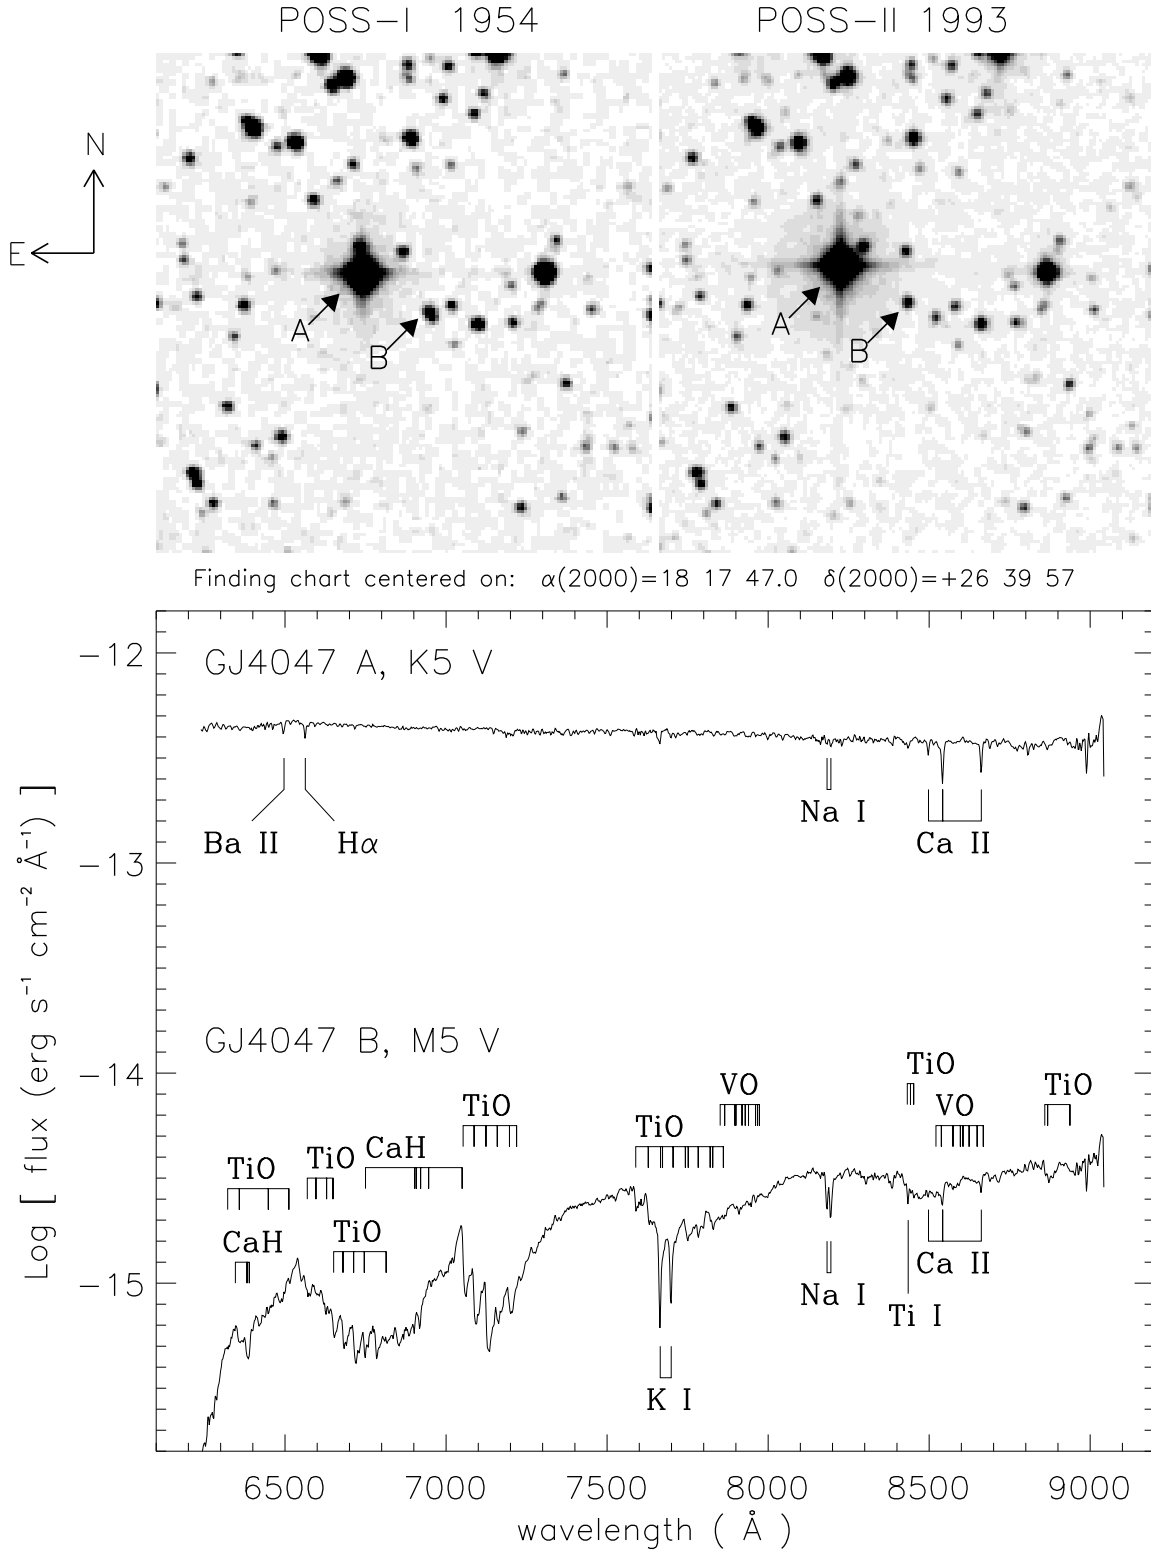 POSS-I 1954
POSS-II 1993
N
E
A
B
A
B
Finding chart centered on: α(2000)=18 17 47.0 δ(2000)=+26 39 57
GJ4047 A, K5 V
Ba II
Hα
Na I
Ca II
GJ4047 B, M5 V
TiO
CaH
TiO
TiO
CaH
TiO
TiO
VO
TiO
VO
TiO
K I
Na I
Ti I
Ca II
-12
-13
-14
-15
Log [ flux (erg s⁻¹ cm⁻² Å⁻¹) ]
6500 7000 7500 8000 8500 9000
wavelength ( Å )